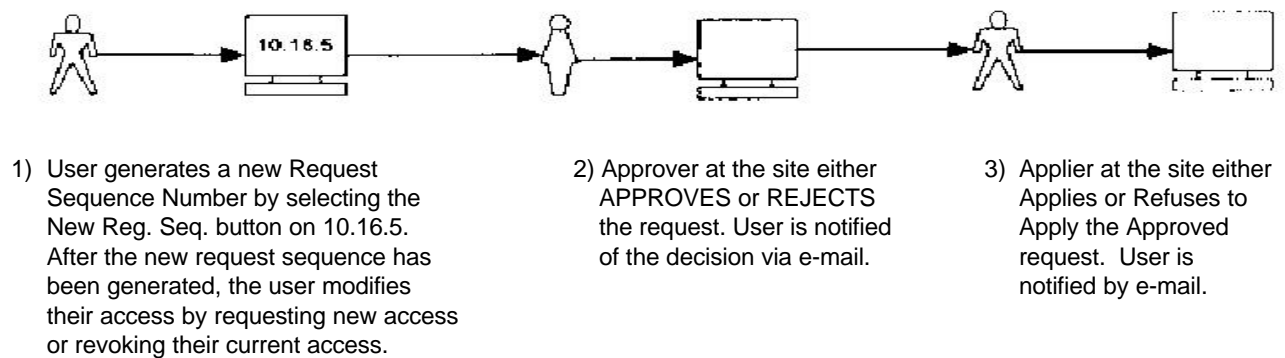 10.16.5
1) User generates a new Request
Sequence Number by selecting the
New Reg. Seq. button on 10.16.5.
After the new request sequence has
been generated, the user modifies
their access by requesting new access
or revoking their current access.
2) Approver at the site either
APPROVES or REJECTS
the request. User is notified
of the decision via e-mail.
3) Applier at the site either
Applies or Refuses to
Apply the Approved
request. User is
notified by e-mail.